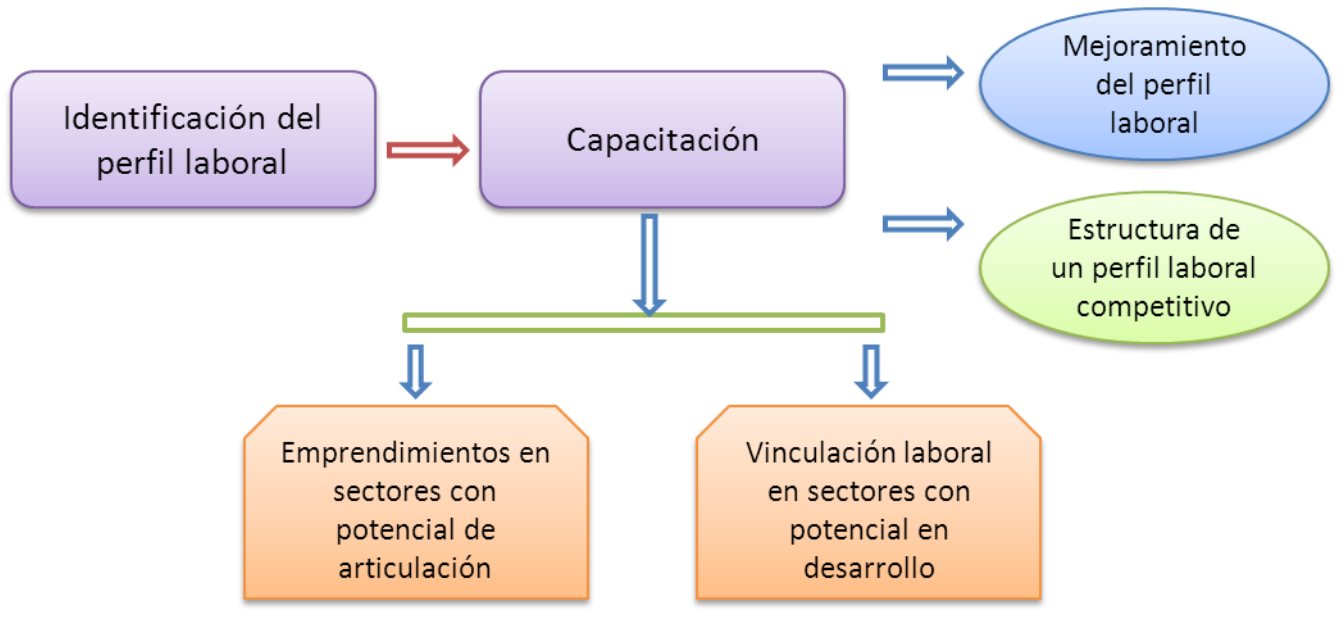 Identificación del
perfil laboral
Capacitación
Mejoramiento
del perfil
laboral
Estructura de
un perfil laboral
competitivo
Emprendimientos en
sectores con
potencial de
articulación
Vinculación laboral
en sectores con
potencial en
desarrollo